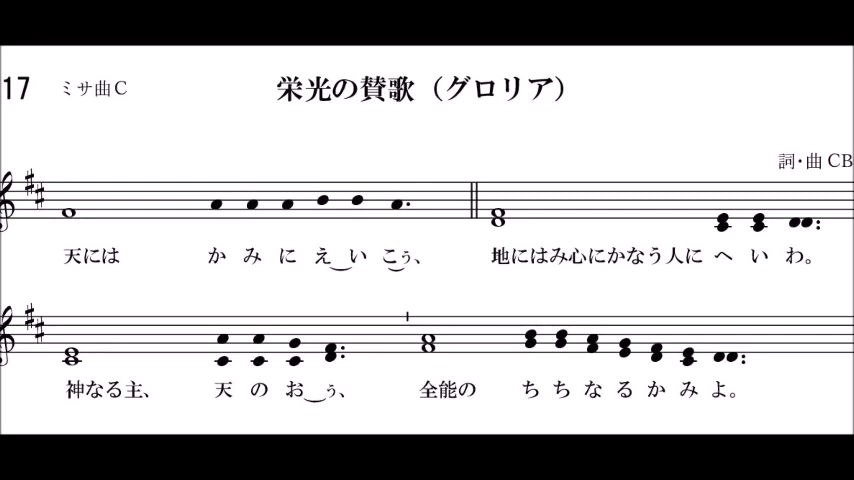 17 ミサ曲C 栄光の賛歌（グロリア）
詞・曲 CB
天には か み に え い こぅ、 地にはみ心にかなう人に へ い わ。
神なる主、 天 の お ぅ、 全能の ち ち な る か み よ。